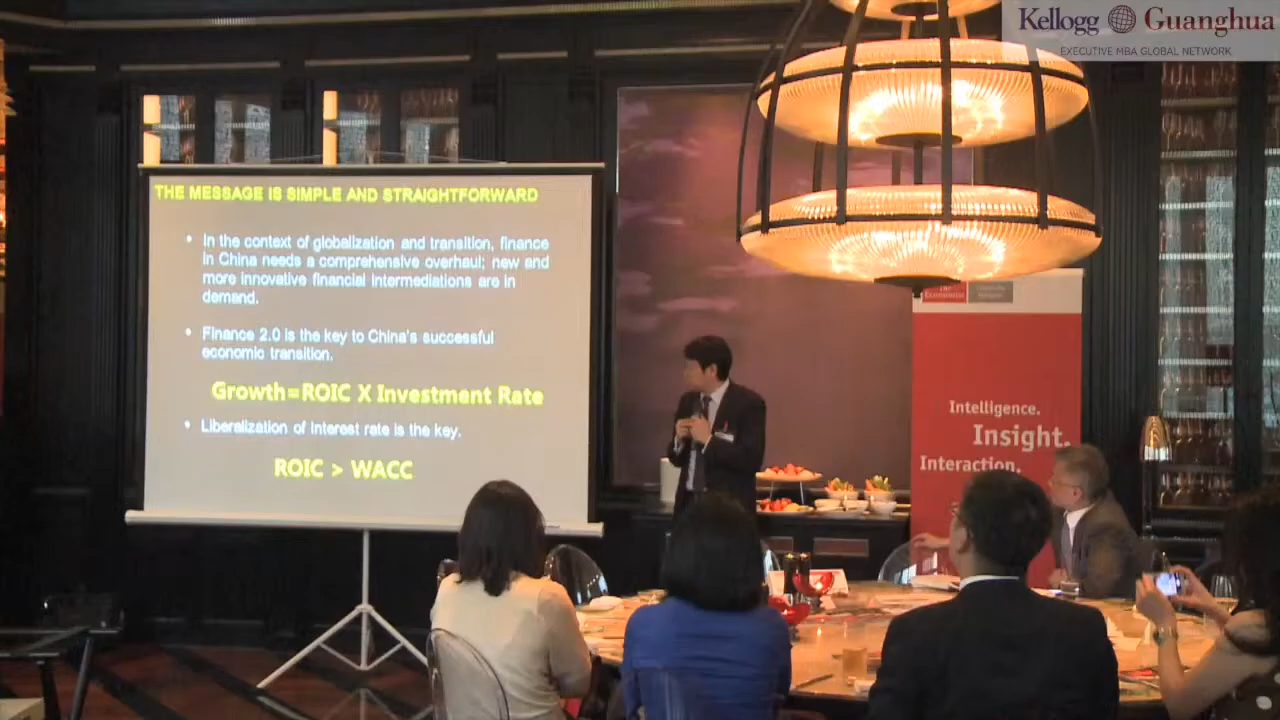 Kellogg Guanghua
EXECUTIVE MBA GLOBAL NETWORK
THE MESSAGE IS SIMPLE AND STRAIGHTFORWARD
• In the context of globalization and transition, finance
in China needs a comprehensive overhaul; new and
more innovative financial intermediations are in
demand.
• Finance 2.0 is the key to China's successful
economic transition.
Growth=ROIC X Investment Rate
• Liberalization of Interest rate is the key.
ROIC > WACC
The
Economist
Intelligence.
Insight.
Interaction.